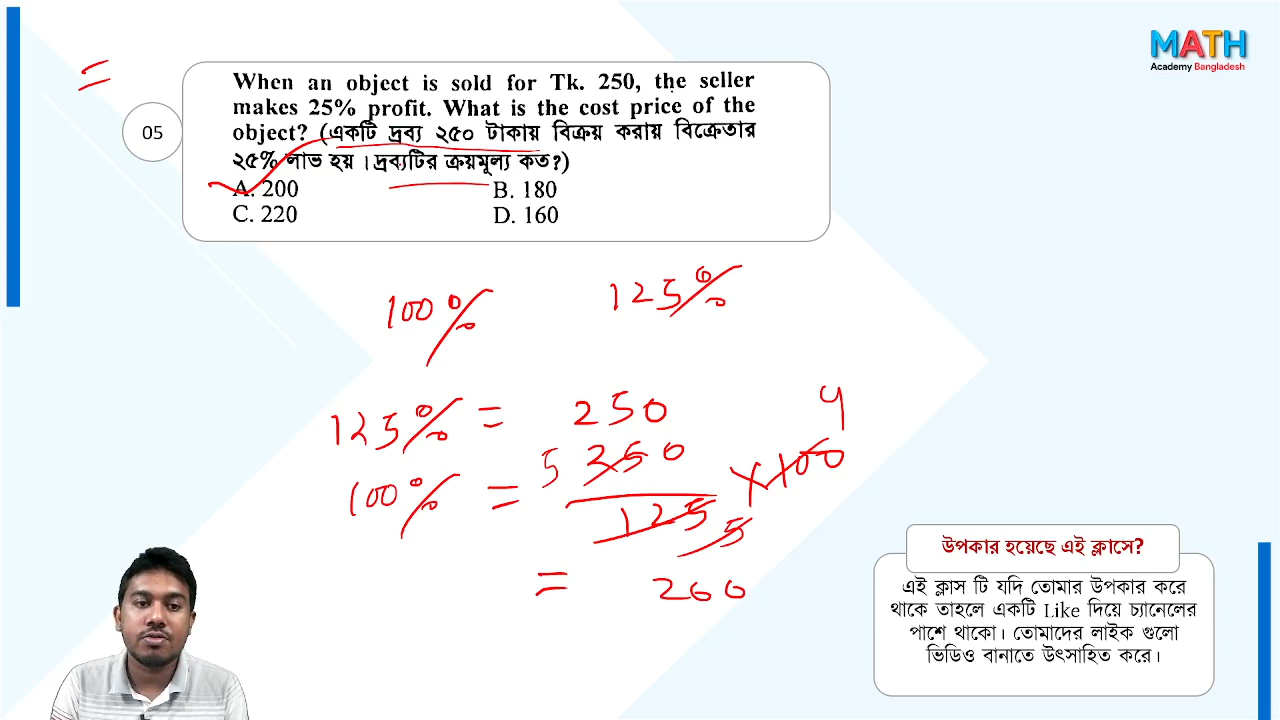 MATH
Academy Bangladesh
=
05
When an object is sold for Tk. 250, the seller
makes 25% profit. What is the cost price of the
object? (একটি দ্রব্য ২৫০ টাকায় বিক্রয় করায় বিক্রেতার
২৫% লাভ হয়। দ্রব্যটির ক্রয়মূল্য কত?)
A. 200 B. 180
C. 220 D. 160
100% 125%
125% = 250
100% = 250/125 × 100
5 5 4
= 200
উপকার হয়েছে এই ক্লাসে?
এই ক্লাস টি যদি তোমার উপকার করে
থাকে তাহলে একটি Like দিয়ে চ্যানেলের
পাশে থাকো। তোমাদের লাইক গুলো
ভিডিও বানাতে উৎসাহিত করে।